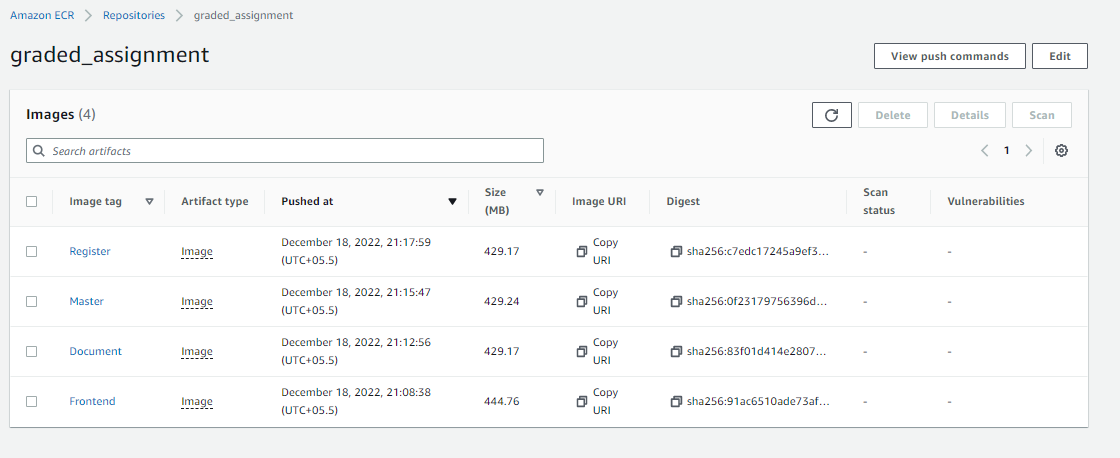 Amazon ECR > Repositories > graded_assignment
graded_assignment
View push commands
Edit
Images (4)
Delete
Details
Scan
Search artifacts
1
Image tag Artifact type Pushed at Size (MB) Image URI Digest Scan status Vulnerabilities
Register Image December 18, 2022, 21:17:59 (UTC+05.5) 429.17 Copy URI sha256:c7edc17245a9ef3... - -
Master Image December 18, 2022, 21:15:47 (UTC+05.5) 429.24 Copy URI sha256:0f23179756396d... - -
Document Image December 18, 2022, 21:12:56 (UTC+05.5) 429.17 Copy URI sha256:83f01d414e2807... - -
Frontend Image December 18, 2022, 21:08:38 (UTC+05.5) 444.76 Copy URI sha256:91ac6510ade73af... - -